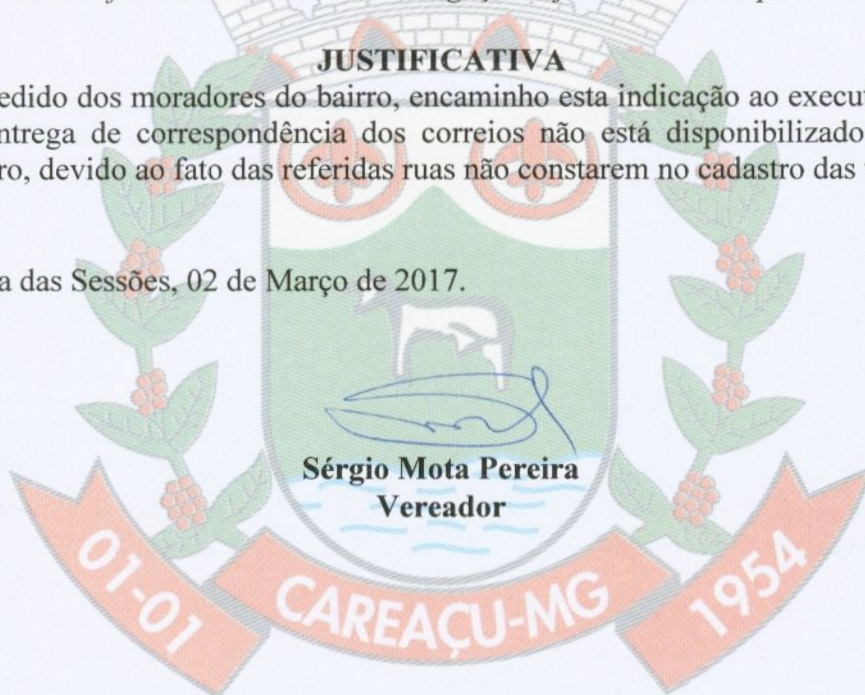 JUSTIFICATIVA
edido dos moradores do bairro, encaminho esta indicação ao execu
ntrega de correspondência dos correios não está disponibilizado
ro, devido ao fato das referidas ruas não constarem no cadastro das
a das Sessões, 02 de Março de 2017.
Sérgio Mota Pereira
Vereador
01-01
CAREAÇU-MG
1954